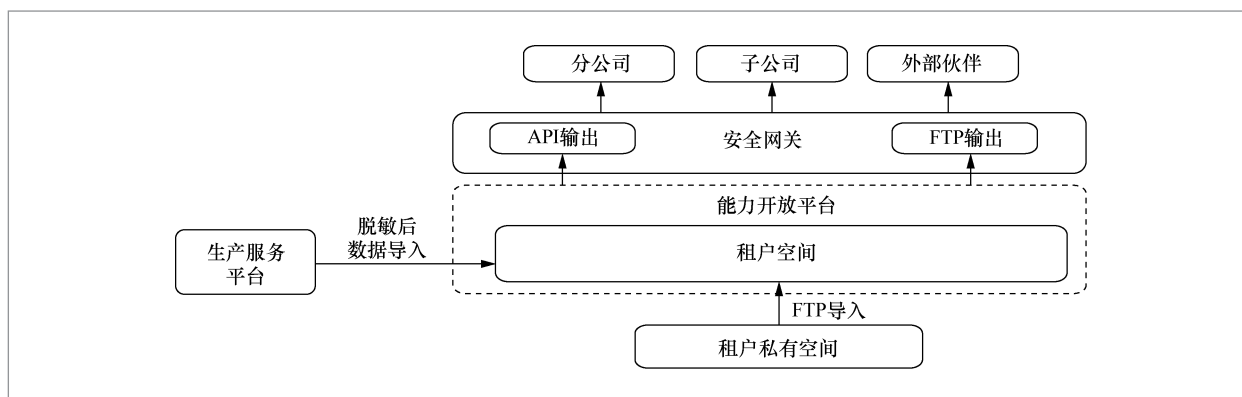 分公司
子公司
外部伙伴
API输出
安全网关
FTP输出
能力开放平台
脱敏后
数据导入
生产服务
平台
租户空间
FTP导入
租户私有空间